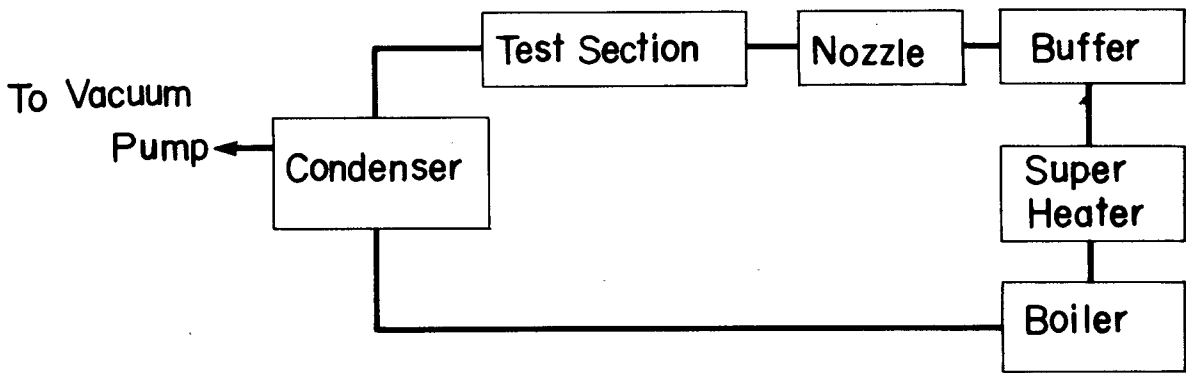 Test Section
Nozzle
Buffer
To Vacuum
Pump
Condenser
Super
Heater
Boiler